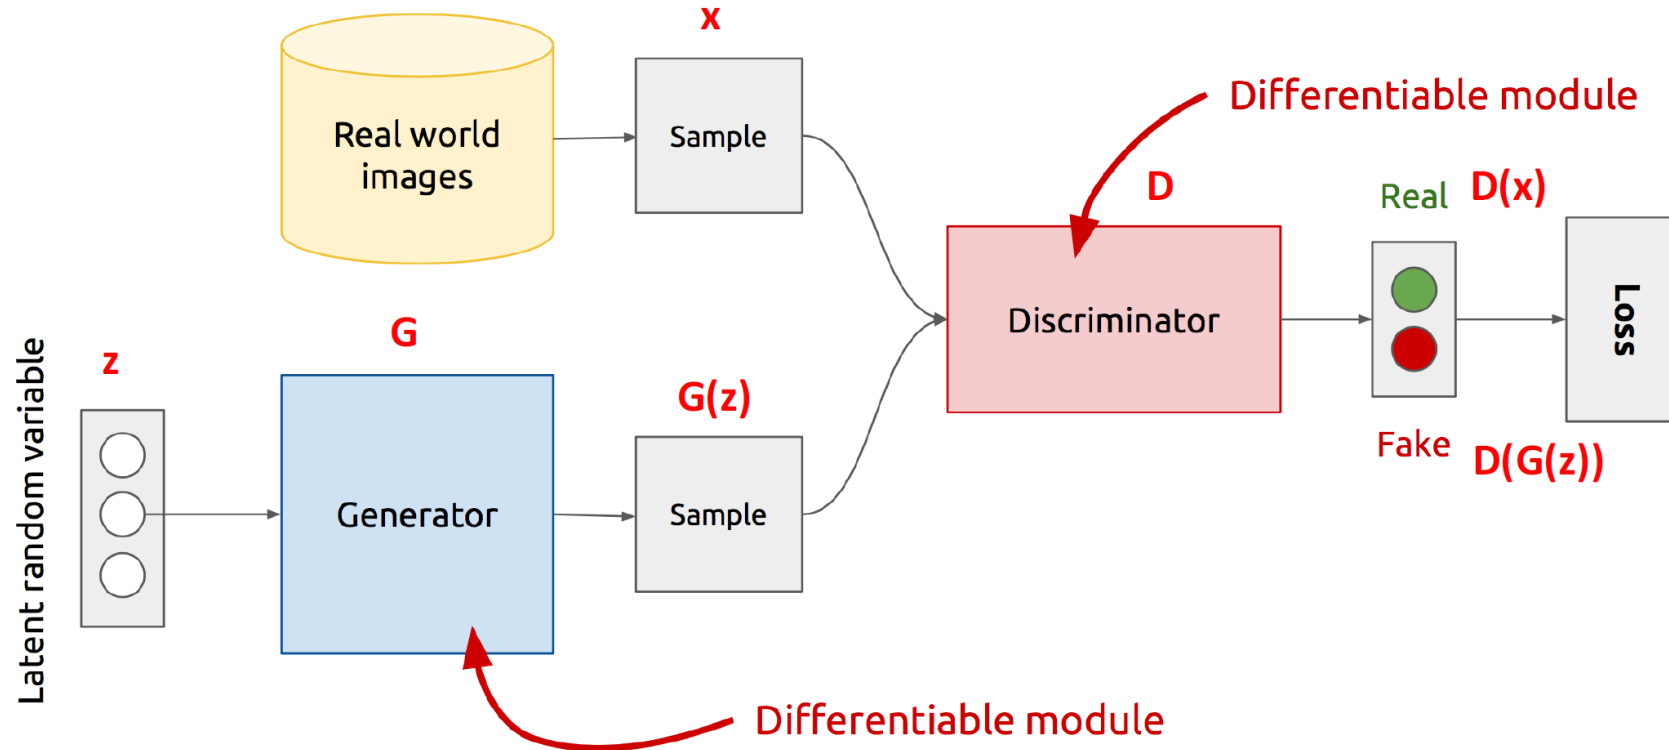 x
Real world
images
Sample
Differentiable module
D
Real
D(x)
Discriminator
Loss
Latent random variable
z
G
Generator
G(z)
Sample
Fake
D(G(z))
Differentiable module